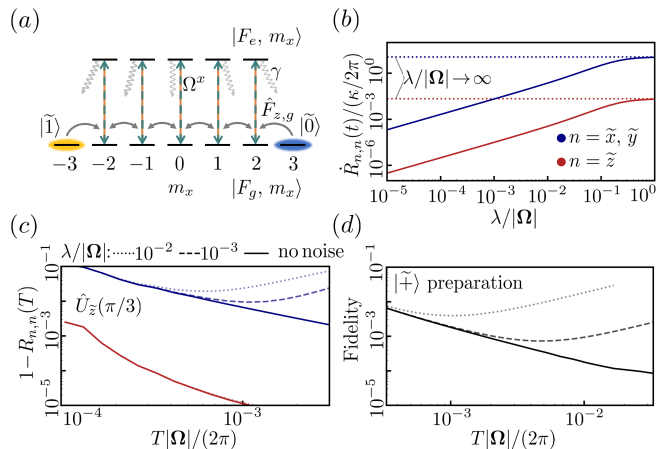 (a)
|F_e, m_x⟩
Ω^x
γ
F̂_{z,g}
|1̃⟩
|0̃⟩
−3 −2 −1 0 1 2 3
m_x
|F_g, m_x⟩
(b)
Ṙ_{n,n}(t)/(κ/2π)
10^0
10^{-3}
10^{-6}
λ/|Ω| → ∞
n = x̃, ỹ
n = z̃
10^{-5} 10^{-4} 10^{-3} 10^{-2} 10^{-1} 10^0
λ/|Ω|
(c)
λ/|Ω|: 10^{-2} 10^{-3} no noise
1−R_{n,n}(T)
10^{-1}
10^{-3}
10^{-5}
Û_{z̃}(π/3)
10^{-4} 10^{-3}
T|Ω|/(2π)
(d)
Fidelity
10^{-1}
10^{-3}
10^{-5}
|+̃⟩ preparation
10^{-3} 10^{-2}
T|Ω|/(2π)